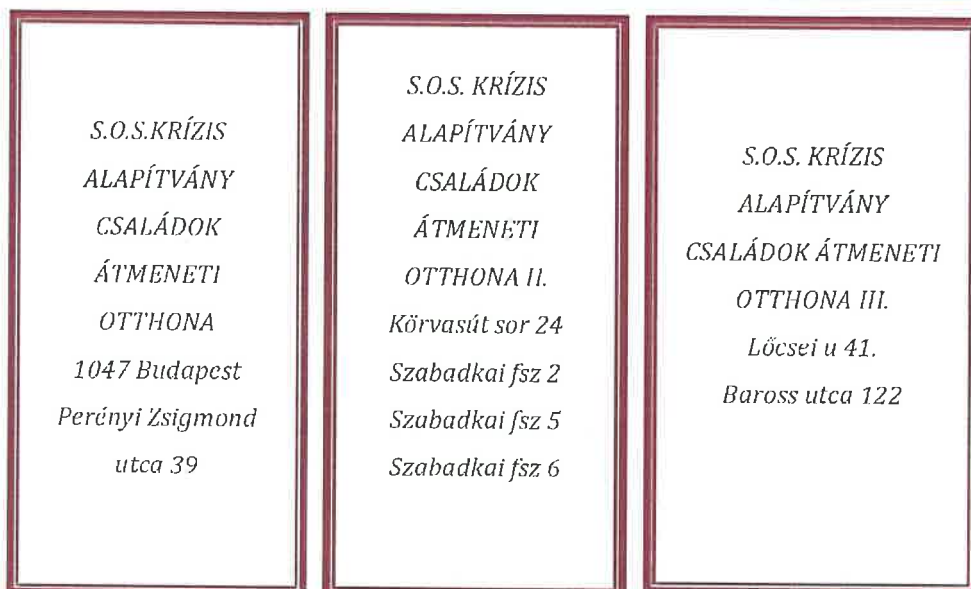 S.O.S.KRÍZIS
ALAPÍTVÁNY
CSALÁDOK
ÁTMENETI
OTTHONA
1047 Budapest
Perényi Zsigmond
utca 39
S.O.S. KRÍZIS
ALAPÍTVÁNY
CSALÁDOK
ÁTMENETI
OTTHONA II.
Körvasút sor 24
Szabadkai fsz 2
Szabadkai fsz 5
Szabadkai fsz 6
S.O.S. KRÍZIS
ALAPÍTVÁNY
CSALÁDOK ÁTMENETI
OTTHONA III.
Lőcsei u 41.
Baross utca 122